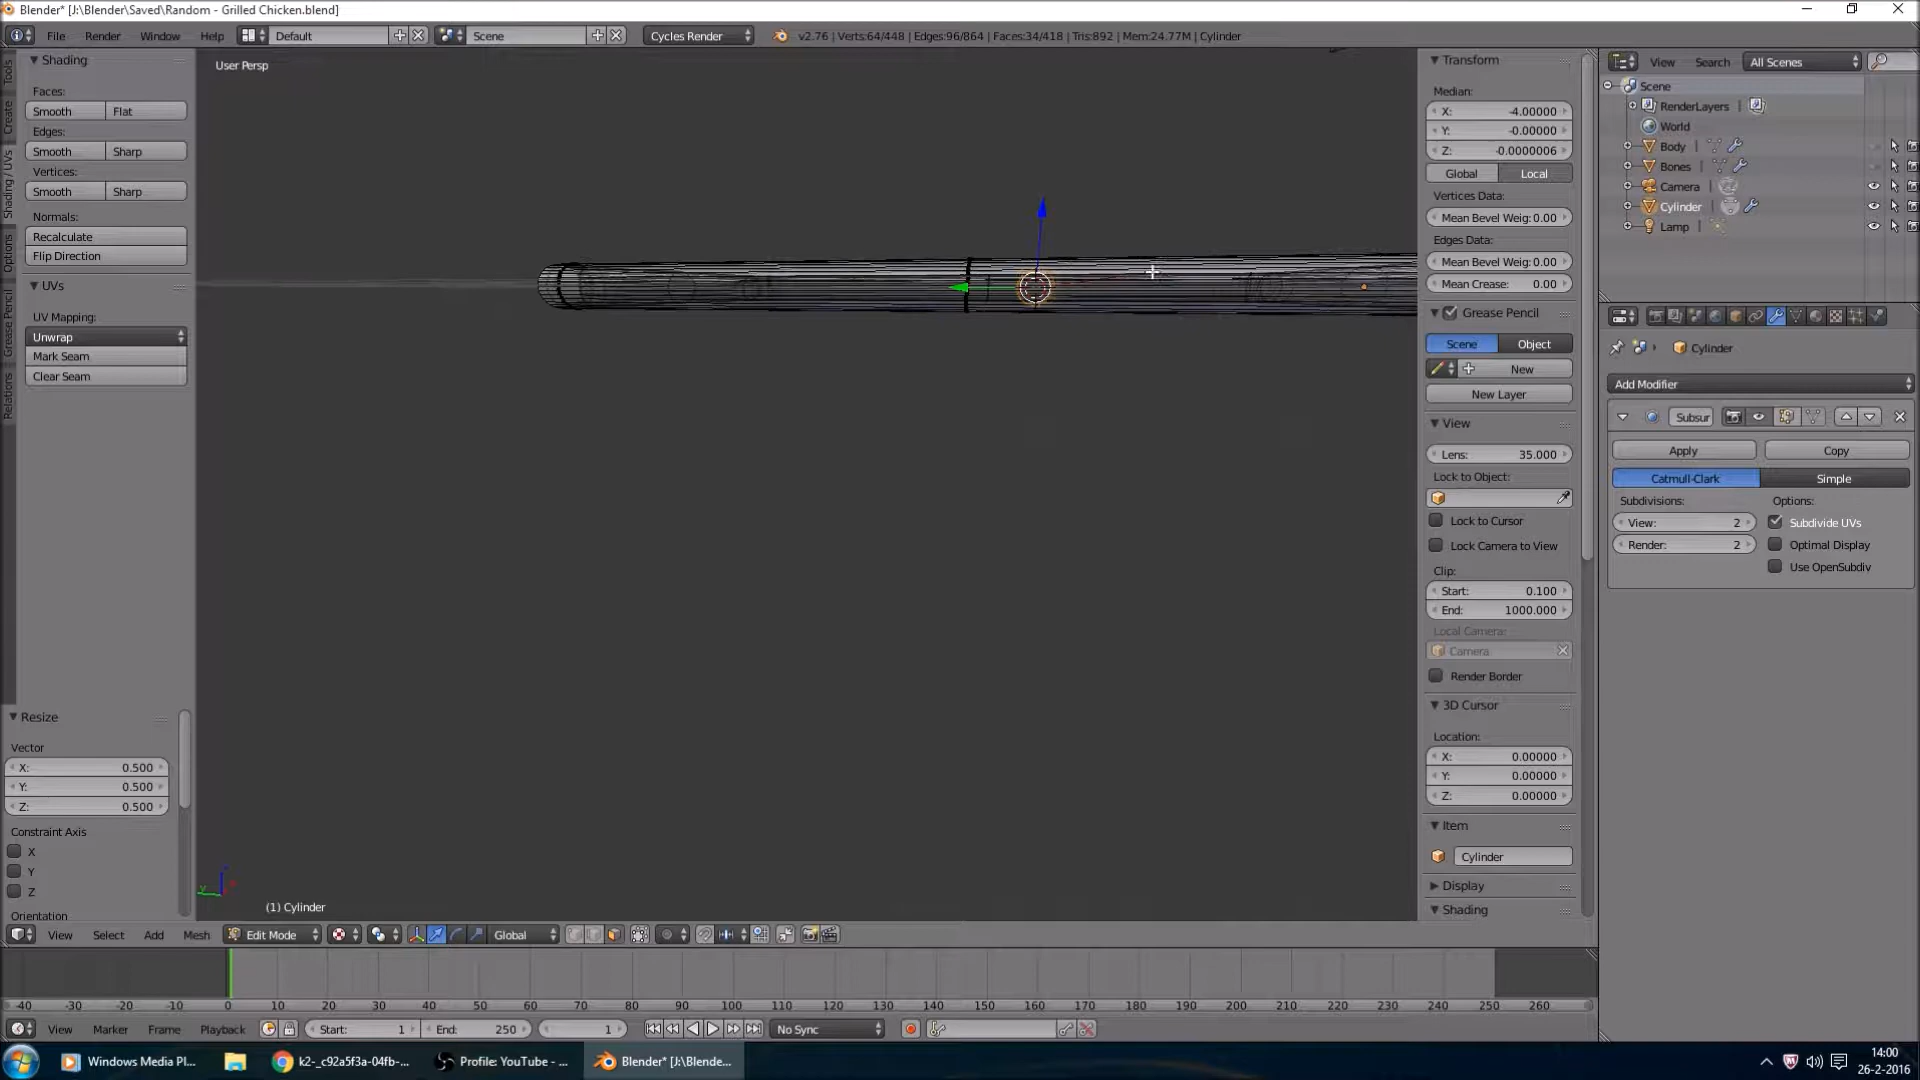 Blender* [J:\Blender\Saved\Random - Grilled Chicken.blend]
File Render Window Help Default Scene Cycles Render v2.76 | Verts:64/448 | Edges:96/864 | Faces:34/418 | Tris:892 | Mem:24.77M | Cylinder
Tools
Create
Shading / UVs
Options
Grease Pencil
Relations
Shading
Faces:
Smooth Flat
Edges:
Smooth Sharp
Vertices:
Smooth Sharp
Normals:
Recalculate
Flip Direction
UVs
UV Mapping:
Unwrap
Mark Seam
Clear Seam
Resize
Vector
X: 0.500
Y: 0.500
Z: 0.500
Constraint Axis
X
Y
Z
Orientation
User Persp
(1) Cylinder
Transform
Median:
X: -4.00000
Y: -0.00000
Z: -0.0000006
Global Local
Vertices Data:
Mean Bevel Weig: 0.00
Edges Data:
Mean Bevel Weig: 0.00
Mean Crease: 0.00
Grease Pencil
Scene Object
New
New Layer
View
Lens: 35.000
Lock to Object:
Lock to Cursor
Lock Camera to View
Clip:
Start: 0.100
End: 1000.000
Local Camera:
Camera
Render Border
3D Cursor
Location:
X: 0.00000
Y: 0.00000
Z: 0.00000
Item
Cylinder
Display
Shading
View Search All Scenes
Scene
RenderLayers
World
Body
Bones
Camera
Cylinder
Lamp
Cylinder
Add Modifier
Subsur
Apply Copy
Catmull-Clark Simple
Subdivisions: Options:
View: 2 Subdivide UVs
Render: 2 Optimal Display
Use OpenSubdiv
View Select Add Mesh Edit Mode Global
-40 -30 -20 -10 0 10 20 30 40 50 60 70 80 90 100 110 120 130 140 150 160 170 180 190 200 210 220 230 240 250 260
View Marker Frame Playback Start: 1 End: 250 1 No Sync
Windows Media Pl... k2-_c92a5f3a-04fb-... Profile: YouTube - ... Blender* [J:\Blende...
14:00
26-2-2016